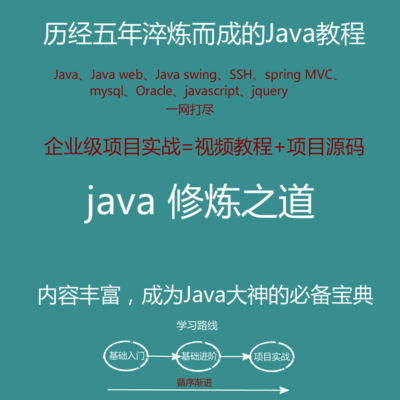 历经五年淬炼而成的Java教程
Java、Java web、Java swing、SSH、spring MVC、
mysql、Oracle、javascript、jquery
一网打尽
企业级项目实战=视频教程+项目源码
java 修炼之道
内容丰富，成为Java大神的必备宝典
学习路线
基础入门 基础进阶 项目实战
循序渐进